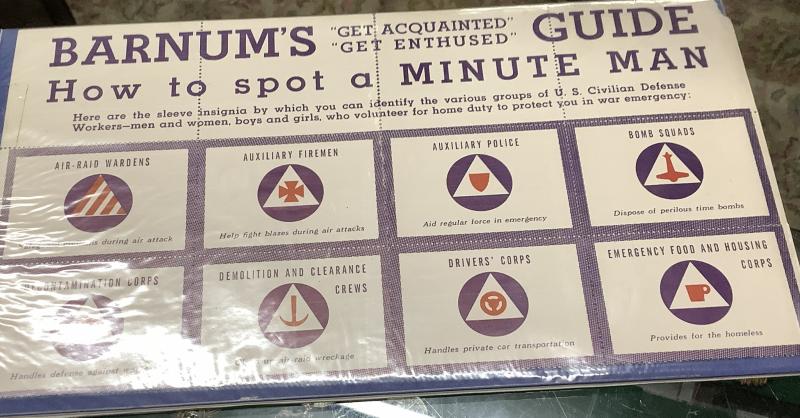 BARNUM'S "GET ACQUAINTED" "GET ENTHUSED" GUIDE
How to spot a MINUTE MAN
Here are the sleeve insignia by which you can identify the various groups of U. S. Civilian Defense
Workers—men and women, boys and girls, who volunteer for home duty to protect you in war emergency:
AIR-RAID WARDENS
during air attack
AUXILIARY FIREMEN
Help fight blazes during air attacks
AUXILIARY POLICE
Aid regular force in emergency
BOMB SQUADS
Dispose of perilous time bombs
DECONTAMINATION CORPS
Handles defense against
DEMOLITION AND CLEARANCE
CREWS
up air-raid wreckage
DRIVERS' CORPS
Handles private car transportation
EMERGENCY FOOD AND HOUSING
CORPS
Provides for the homeless